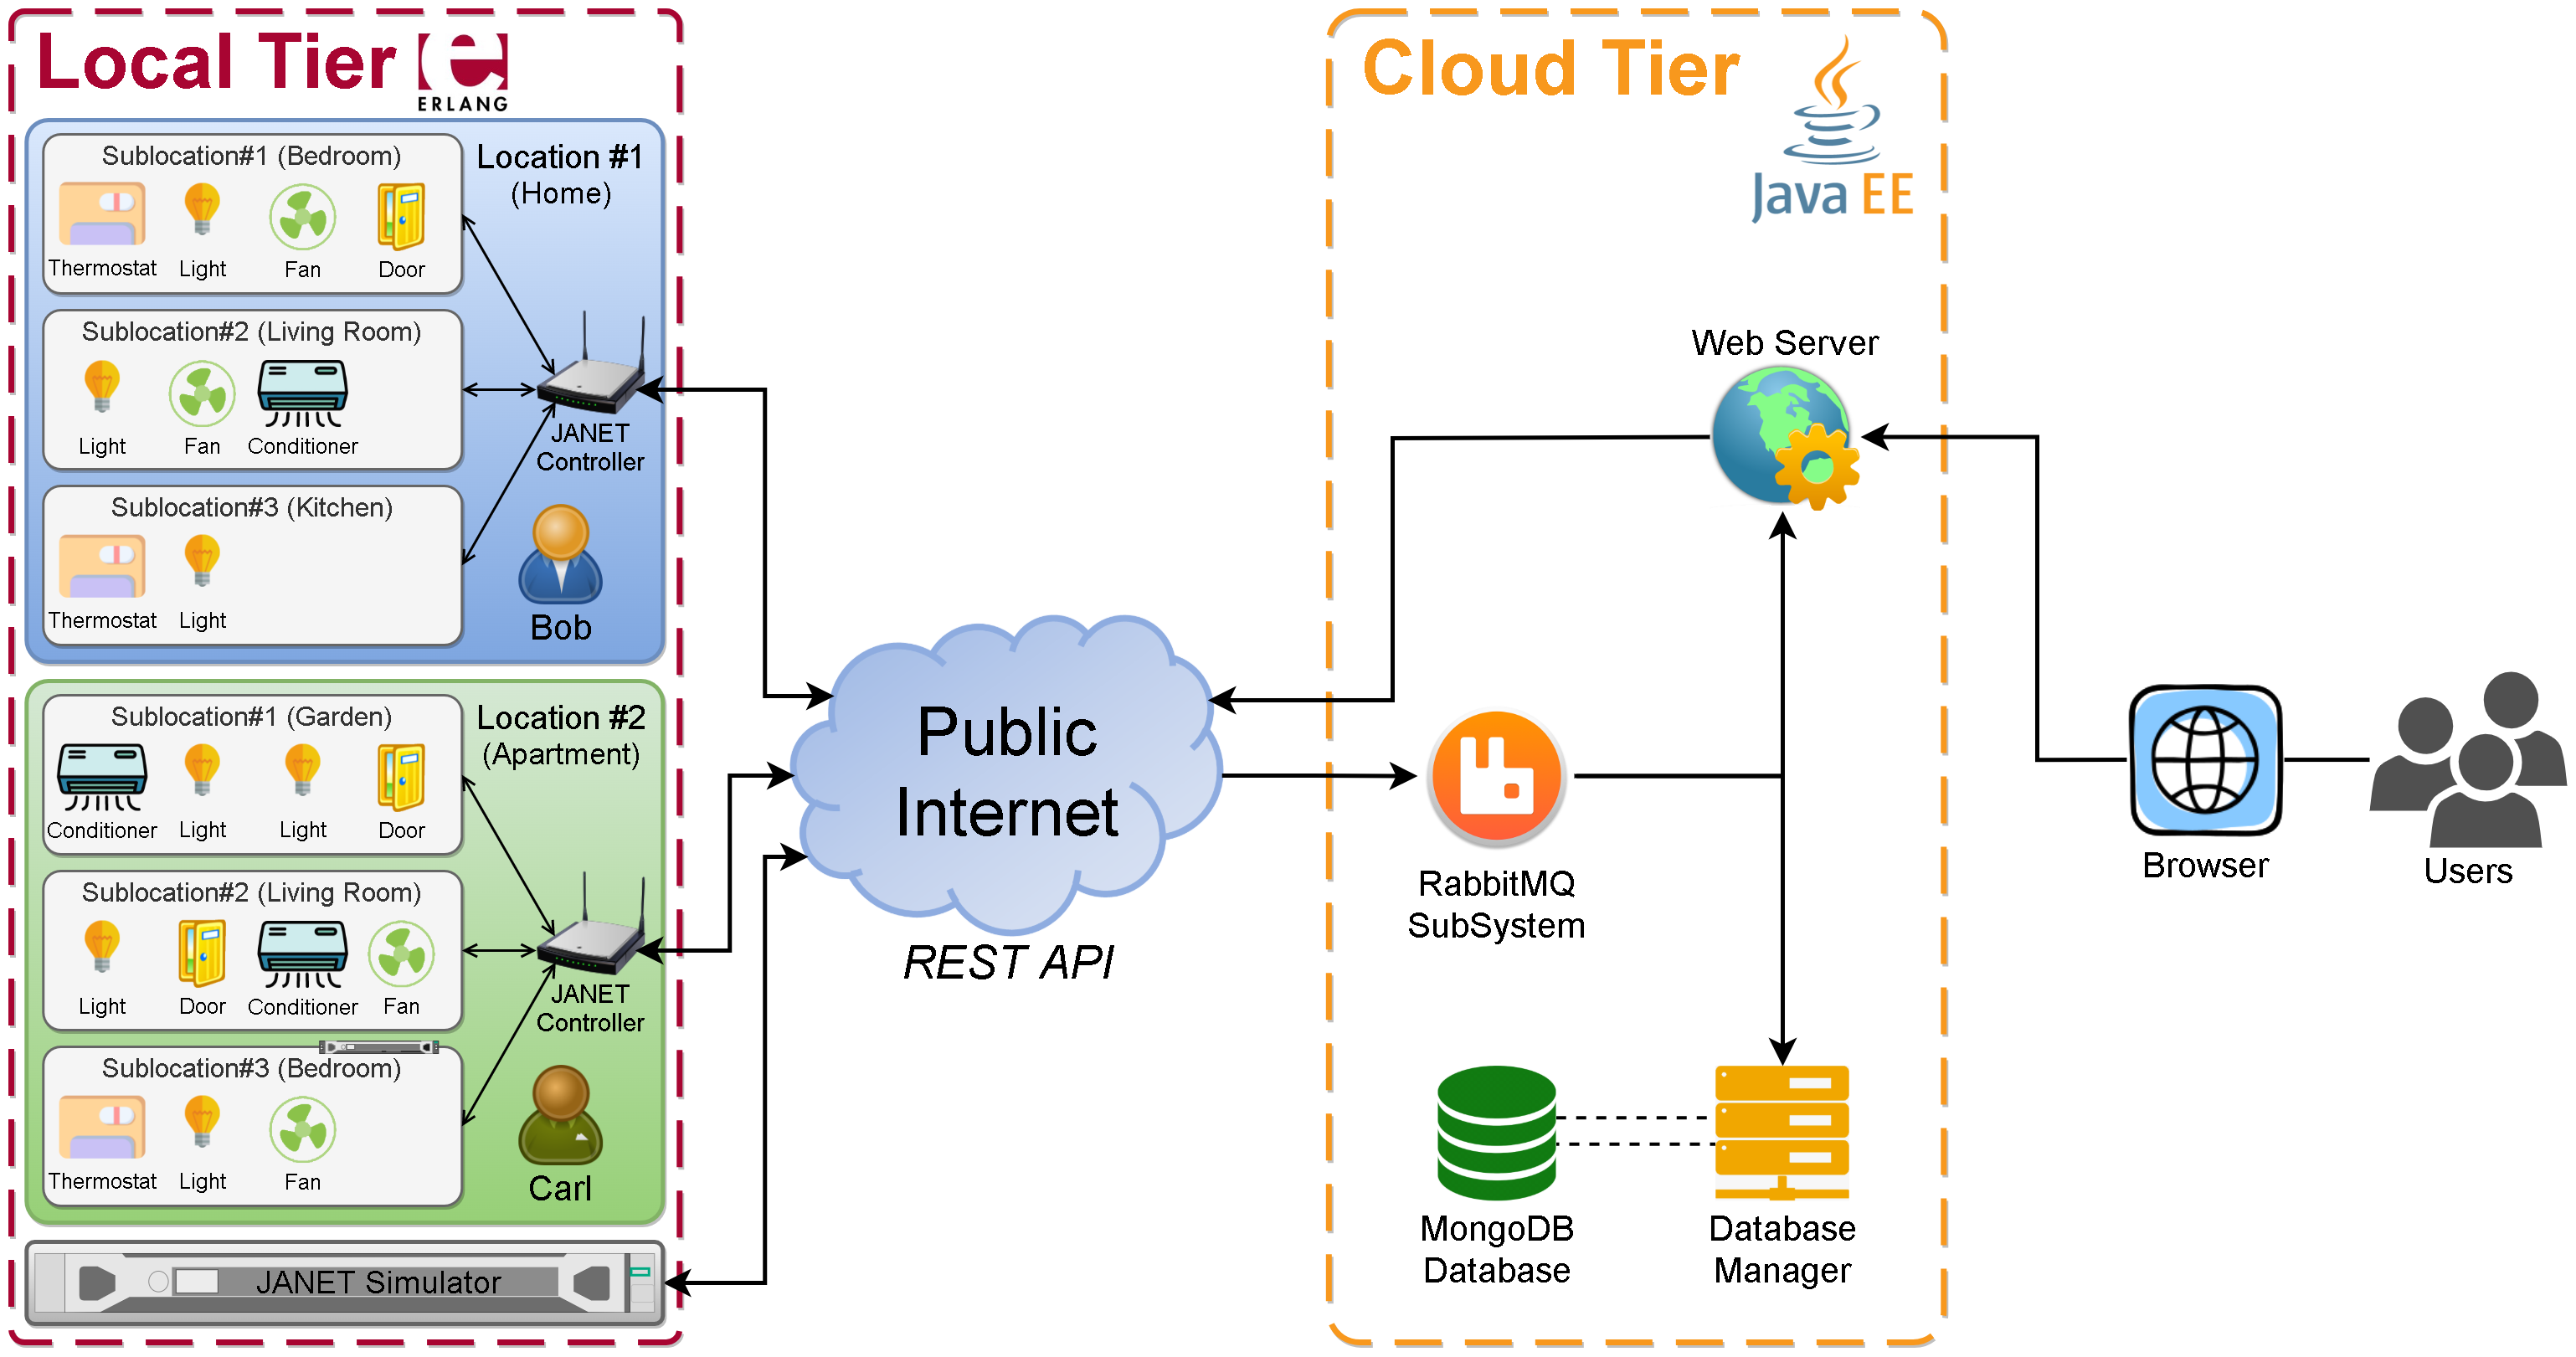 Local Tier
ERLANG
Sublocation#1 (Bedroom)
Thermostat
Light
Fan
Door
Location #1
(Home)
Sublocation#2 (Living Room)
Light
Fan
Conditioner
JANET
Controller
Sublocation#3 (Kitchen)
Thermostat
Light
Bob
Sublocation#1 (Garden)
Conditioner
Light
Light
Door
Location #2
(Apartment)
Sublocation#2 (Living Room)
Light
Door
Conditioner
Fan
JANET
Controller
Sublocation#3 (Bedroom)
Thermostat
Light
Fan
Carl
JANET Simulator
Public
Internet
REST API
Cloud Tier
Java EE
Web Server
RabbitMQ
SubSystem
MongoDB
Database
Database
Manager
Browser
Users